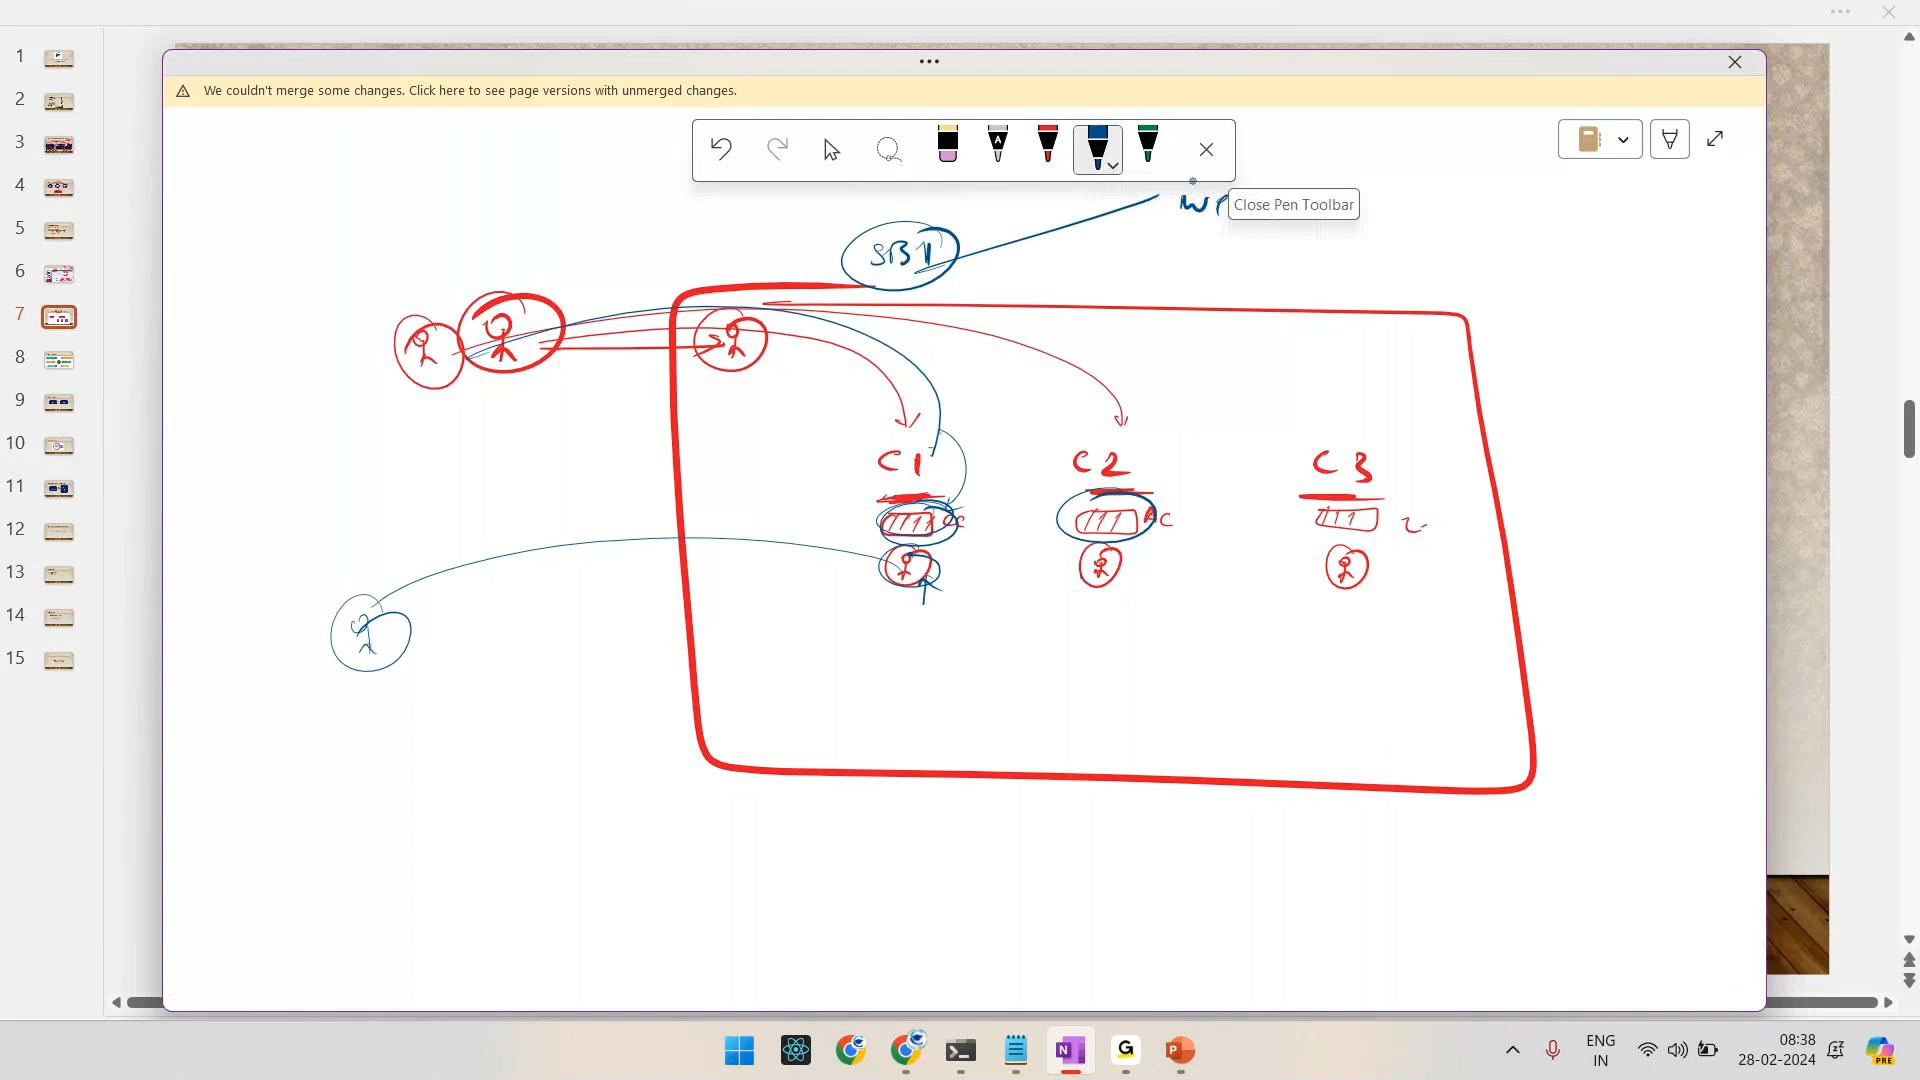 We couldn't merge some changes. Click here to see page versions with unmerged changes.
A
Close Pen Toolbar
SBI
C1
C2
C3
1
2
3
4
5
6
7
8
9
10
11
12
13
14
15
N
G
P
ENG
IN
08:38
28-02-2024
PRE